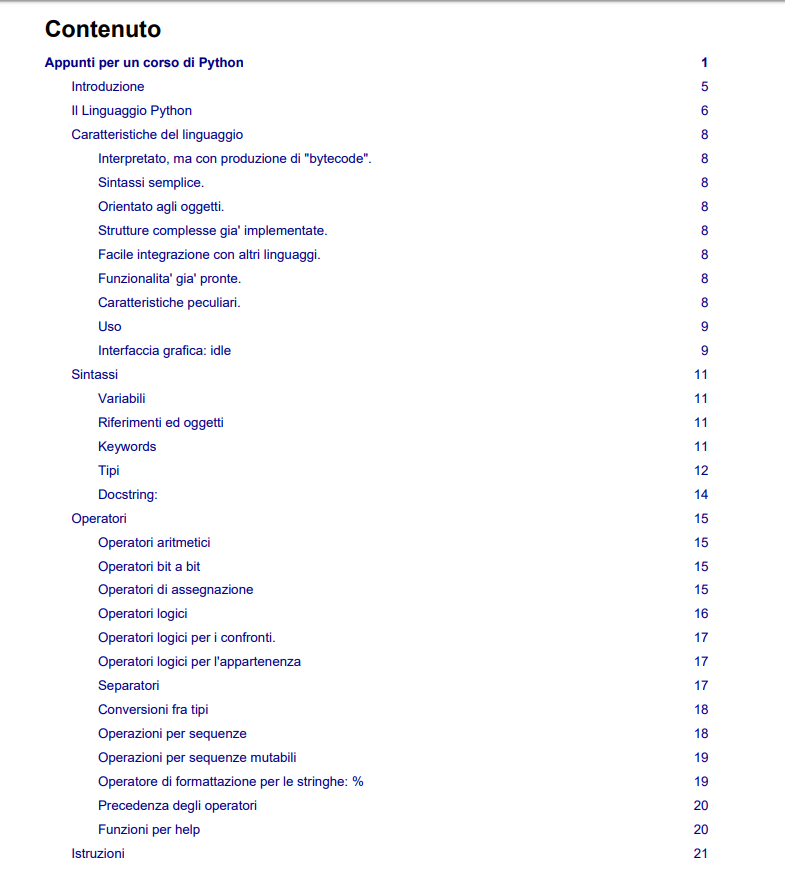 Contenuto
Appunti per un corso di Python 1
Introduzione 5
Il Linguaggio Python 6
Caratteristiche del linguaggio 8
Interpretato, ma con produzione di "bytecode". 8
Sintassi semplice. 8
Orientato agli oggetti. 8
Strutture complesse gia' implementate. 8
Facile integrazione con altri linguaggi. 8
Funzionalita' gia' pronte. 8
Caratteristiche peculiari. 8
Uso 9
Interfaccia grafica: idle 9
Sintassi 11
Variabili 11
Riferimenti ed oggetti 11
Keywords 11
Tipi 12
Docstring: 14
Operatori 15
Operatori aritmetici 15
Operatori bit a bit 15
Operatori di assegnazione 15
Operatori logici 16
Operatori logici per i confronti. 17
Operatori logici per l'appartenenza 17
Separatori 17
Conversioni fra tipi 18
Operazioni per sequenze 18
Operazioni per sequenze mutabili 19
Operatore di formattazione per le stringhe: % 19
Precedenza degli operatori 20
Funzioni per help 20
Istruzioni 21